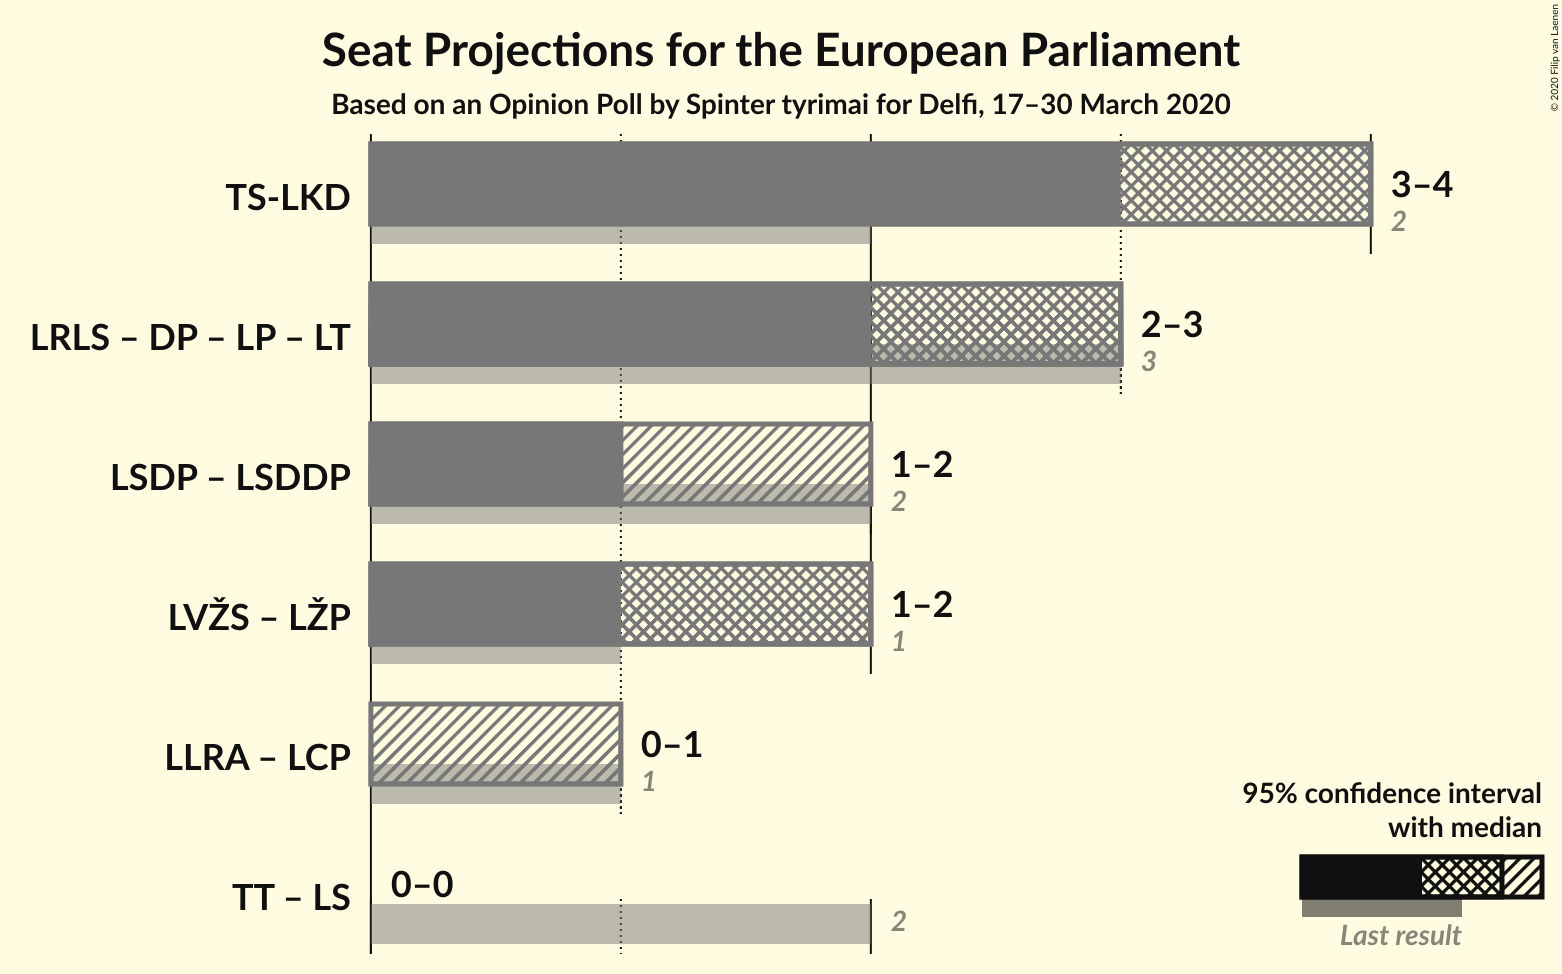 Seat Projections for the European Parliament
Based on an Opinion Poll by Spinter tyrimai for Delfi, 17–30 March 2020
© 2020 Filip van Laenen
TS-LKD
3–4
2
LRLS – DP – LP – LT
2–3
3
LSDP – LSDDP
1–2
2
LVŽS – LŽP
1–2
1
LLRA – LCP
0–1
1
TT – LS
0–0
2
95% confidence interval
with median
Last result